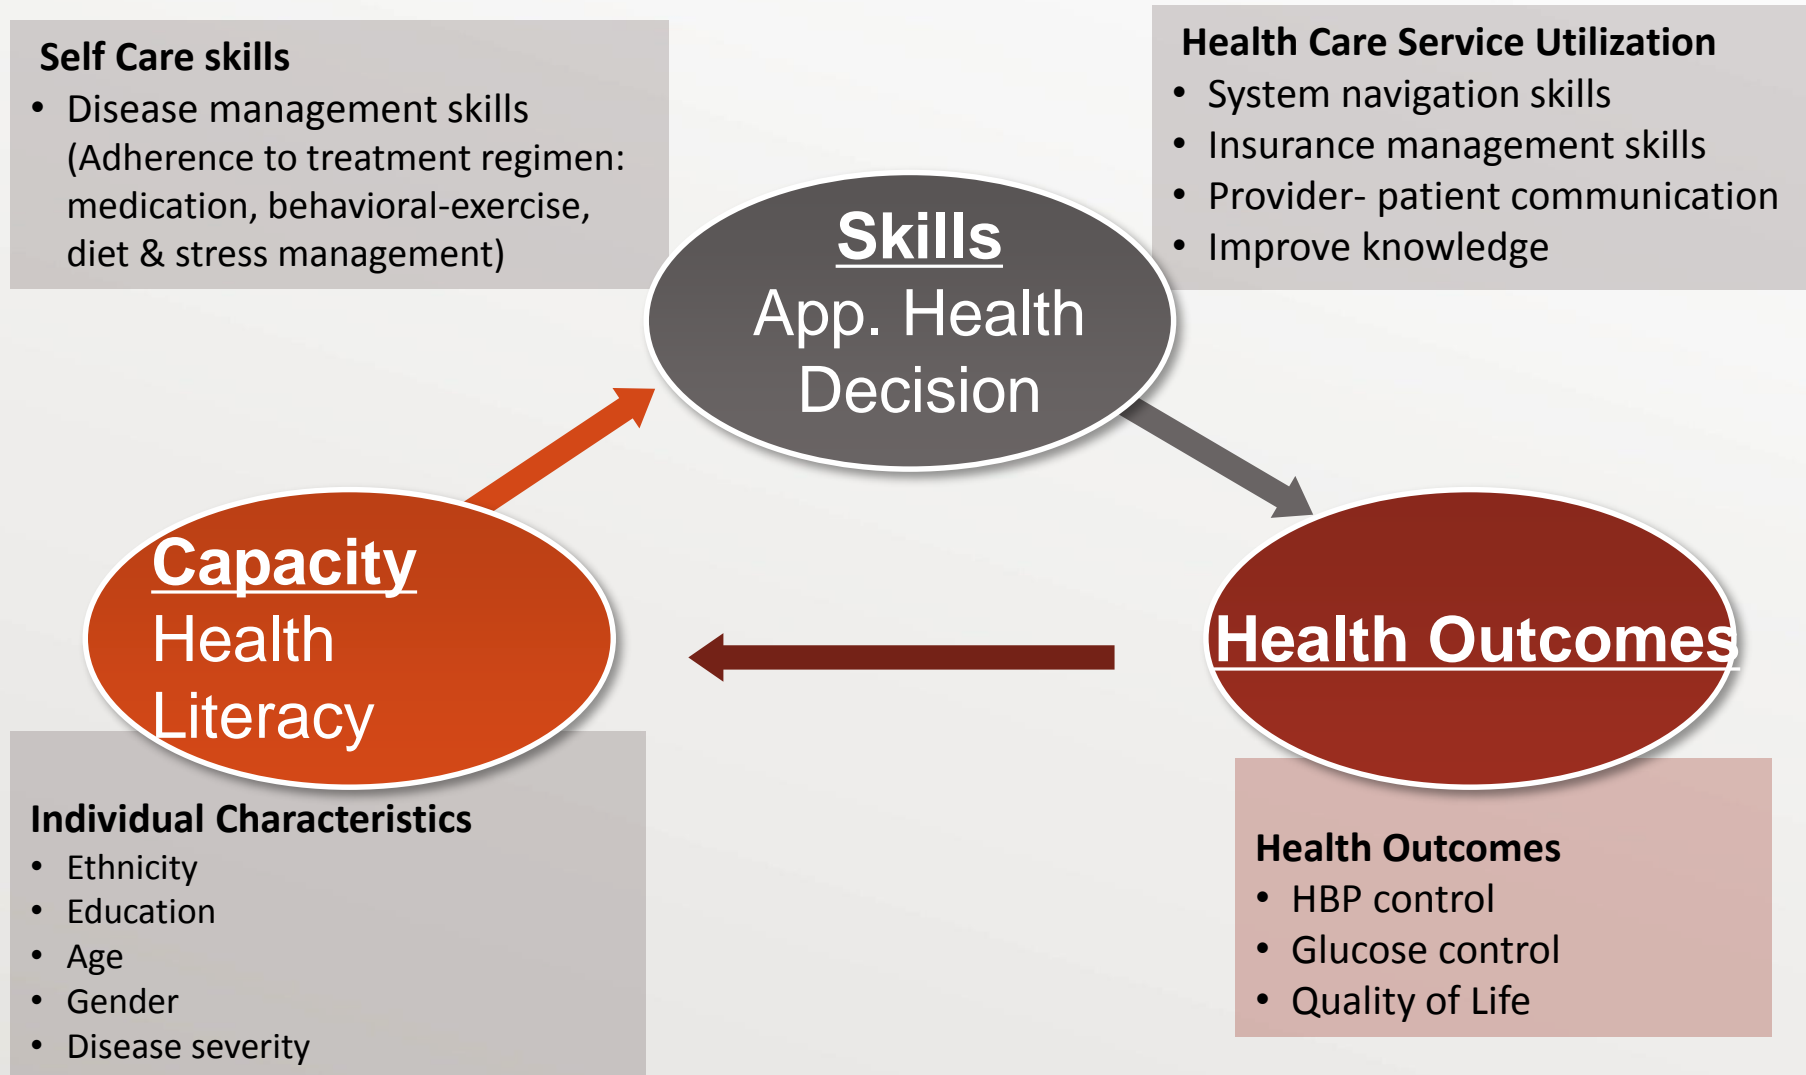 Self Care skills
• Disease management skills
(Adherence to treatment regimen:
medication, behavioral-exercise,
diet & stress management)
Health Care Service Utilization
• System navigation skills
• Insurance management skills
• Provider- patient communication
• Improve knowledge
Skills
App. Health
Decision
Capacity
Health
Literacy
Health Outcomes
Individual Characteristics
• Ethnicity
• Education
• Age
• Gender
• Disease severity
Health Outcomes
• HBP control
• Glucose control
• Quality of Life